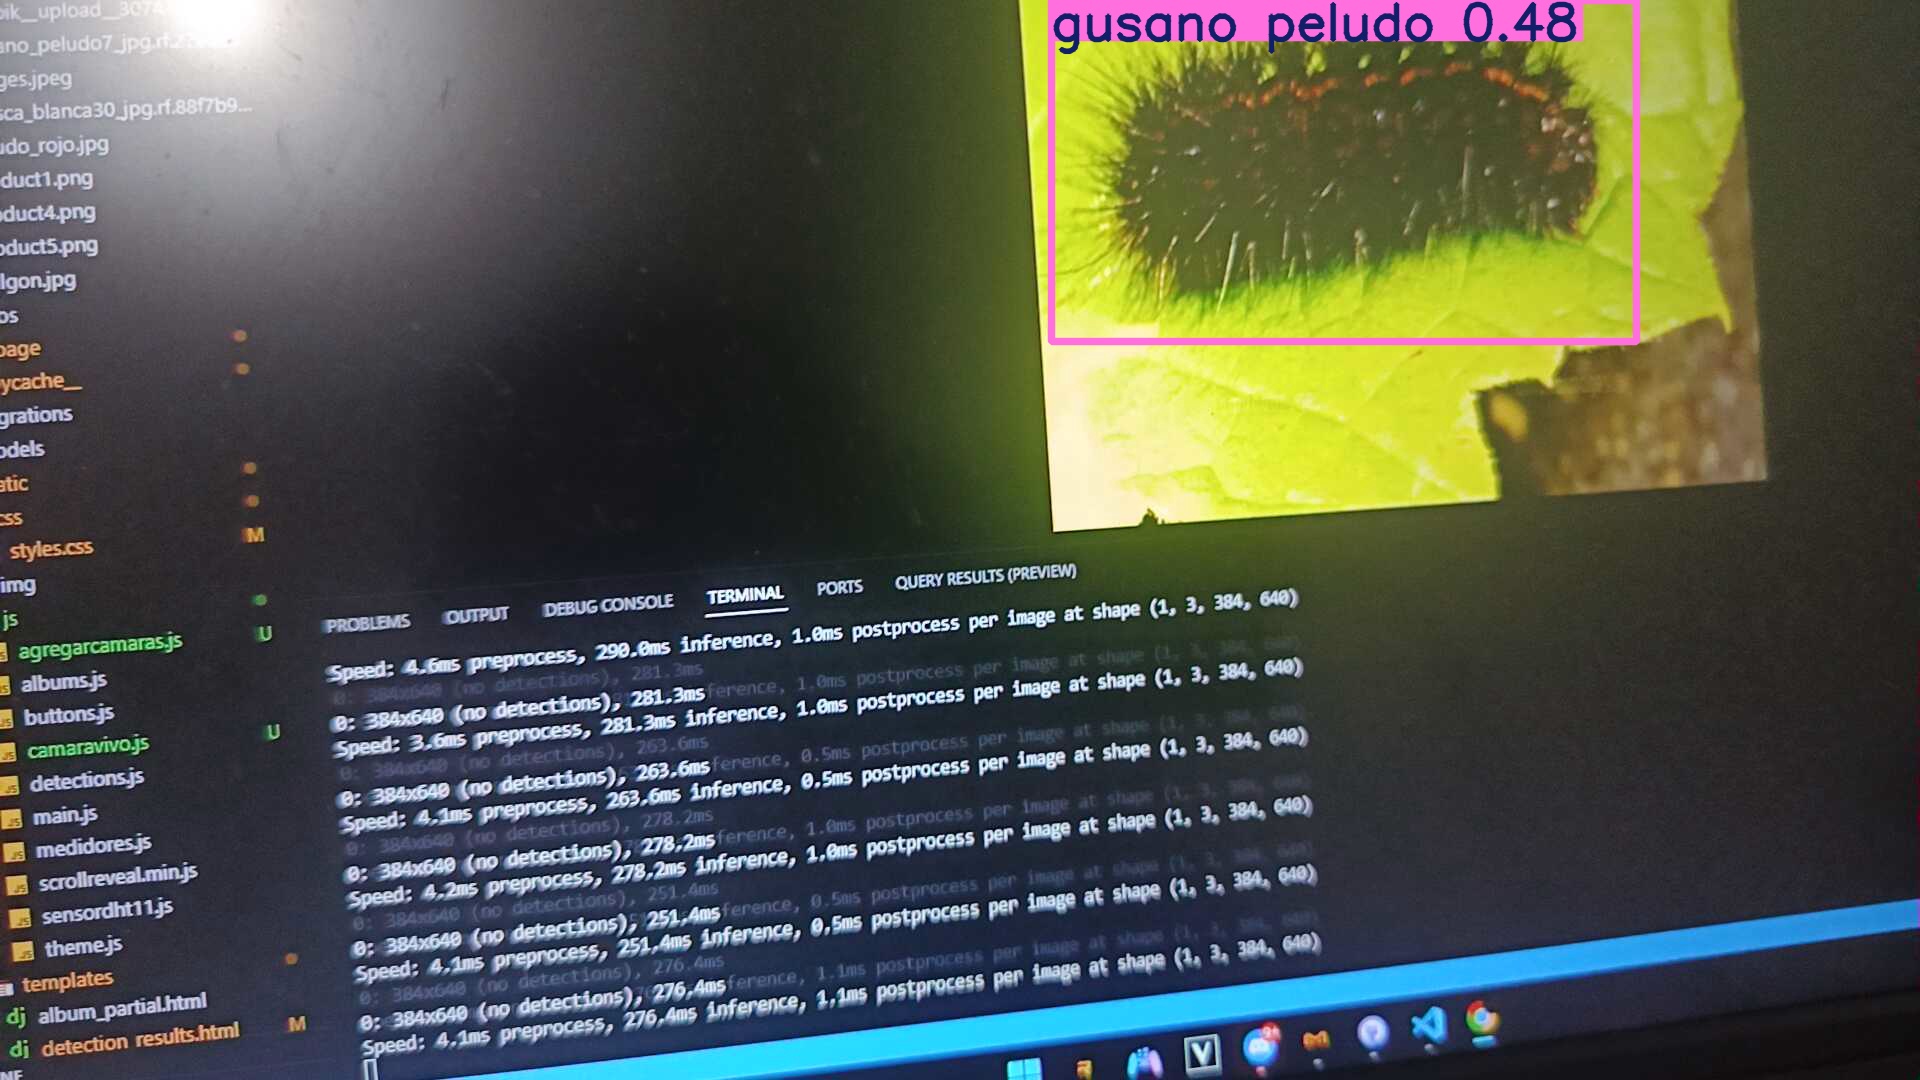 gusano peludo 0.48
ges.jpeg
sca_blanca30_jpg.rf.88f7b9...
udo_rojo.jpg
duct1.png
duct4.png
oduct5.png
lgon.jpg
os
page
ycache__
grations
odels
atic
css
styles.css M
img
js
agregarcamaras.js U
albums.js
buttons.js
camaravivo.js U
detections.js
main.js
medidores.js
scrollreveal.min.js
sensordht11.js
theme.js
templates
dj album_partial.html
dj detection results.html M
PROBLEMS OUTPUT DEBUG CONSOLE TERMINAL PORTS QUERY RESULTS (PREVIEW)
Speed: 4.6ms preprocess, 290.0ms inference, 1.0ms postprocess per image at shape (1, 3, 384, 640)
0: 384x640 (no detections), 281.3ms
Speed: 3.6ms preprocess, 281.3ms inference, 1.0ms postprocess per image at shape (1, 3, 384, 640)
0: 384x640 (no detections), 263.6ms
Speed: 4.1ms preprocess, 263.6ms inference, 0.5ms postprocess per image at shape (1, 3, 384, 640)
0: 384x640 (no detections), 278.2ms
Speed: 4.2ms preprocess, 278.2ms inference, 1.0ms postprocess per image at shape (1, 3, 384, 640)
0: 384x640 (no detections), 251.4ms
Speed: 4.1ms preprocess, 251.4ms inference, 0.5ms postprocess per image at shape (1, 3, 384, 640)
0: 384x640 (no detections), 276.4ms
Speed: 4.1ms preprocess, 276.4ms inference, 1.1ms postprocess per image at shape (1, 3, 384, 640)